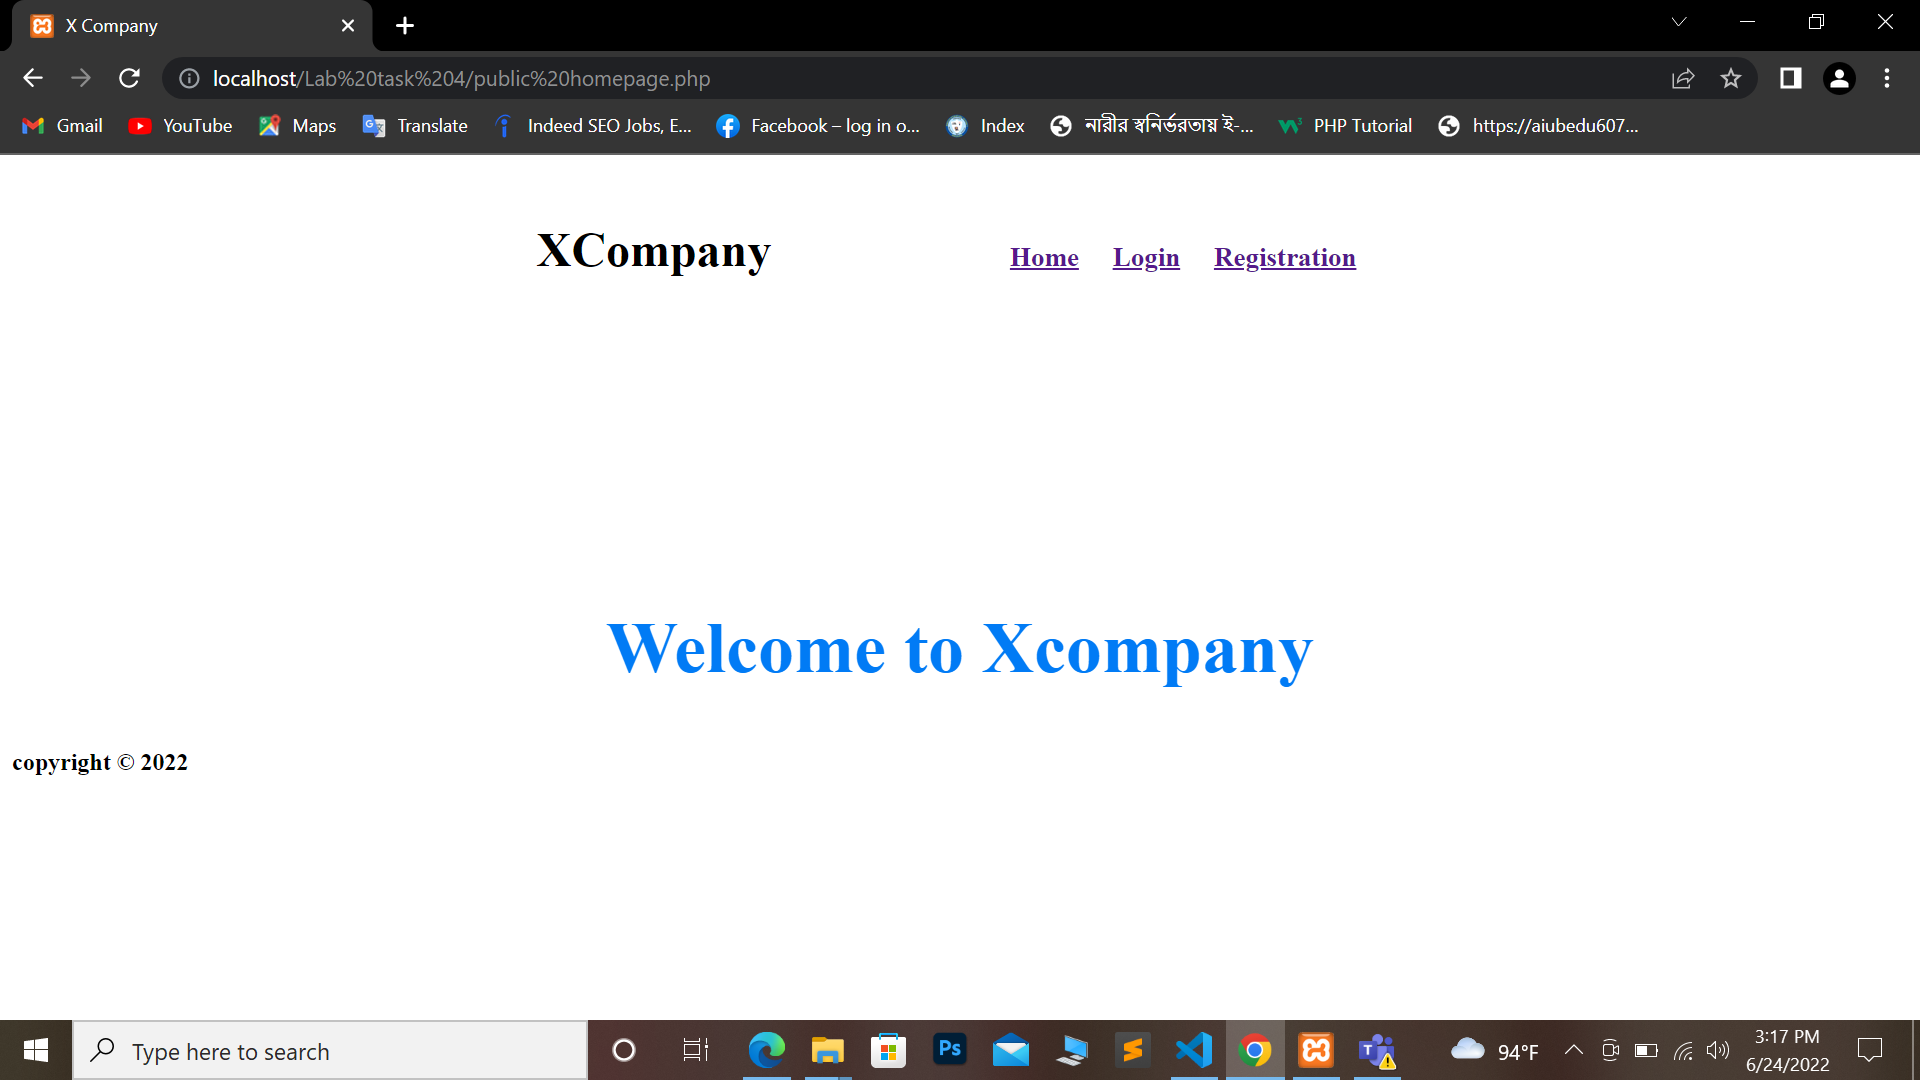 X Company
localhost/Lab%20task%204/public%20homepage.php
Gmail YouTube Maps Translate Indeed SEO Jobs, E... Facebook – log in o... Index নারীর স্বনির্ভরতায় ই-... PHP Tutorial https://aiubedu607...
XCompany Home Login Registration
Welcome to Xcompany
copyright © 2022
Type here to search Ps 94°F 3:17 PM
6/24/2022